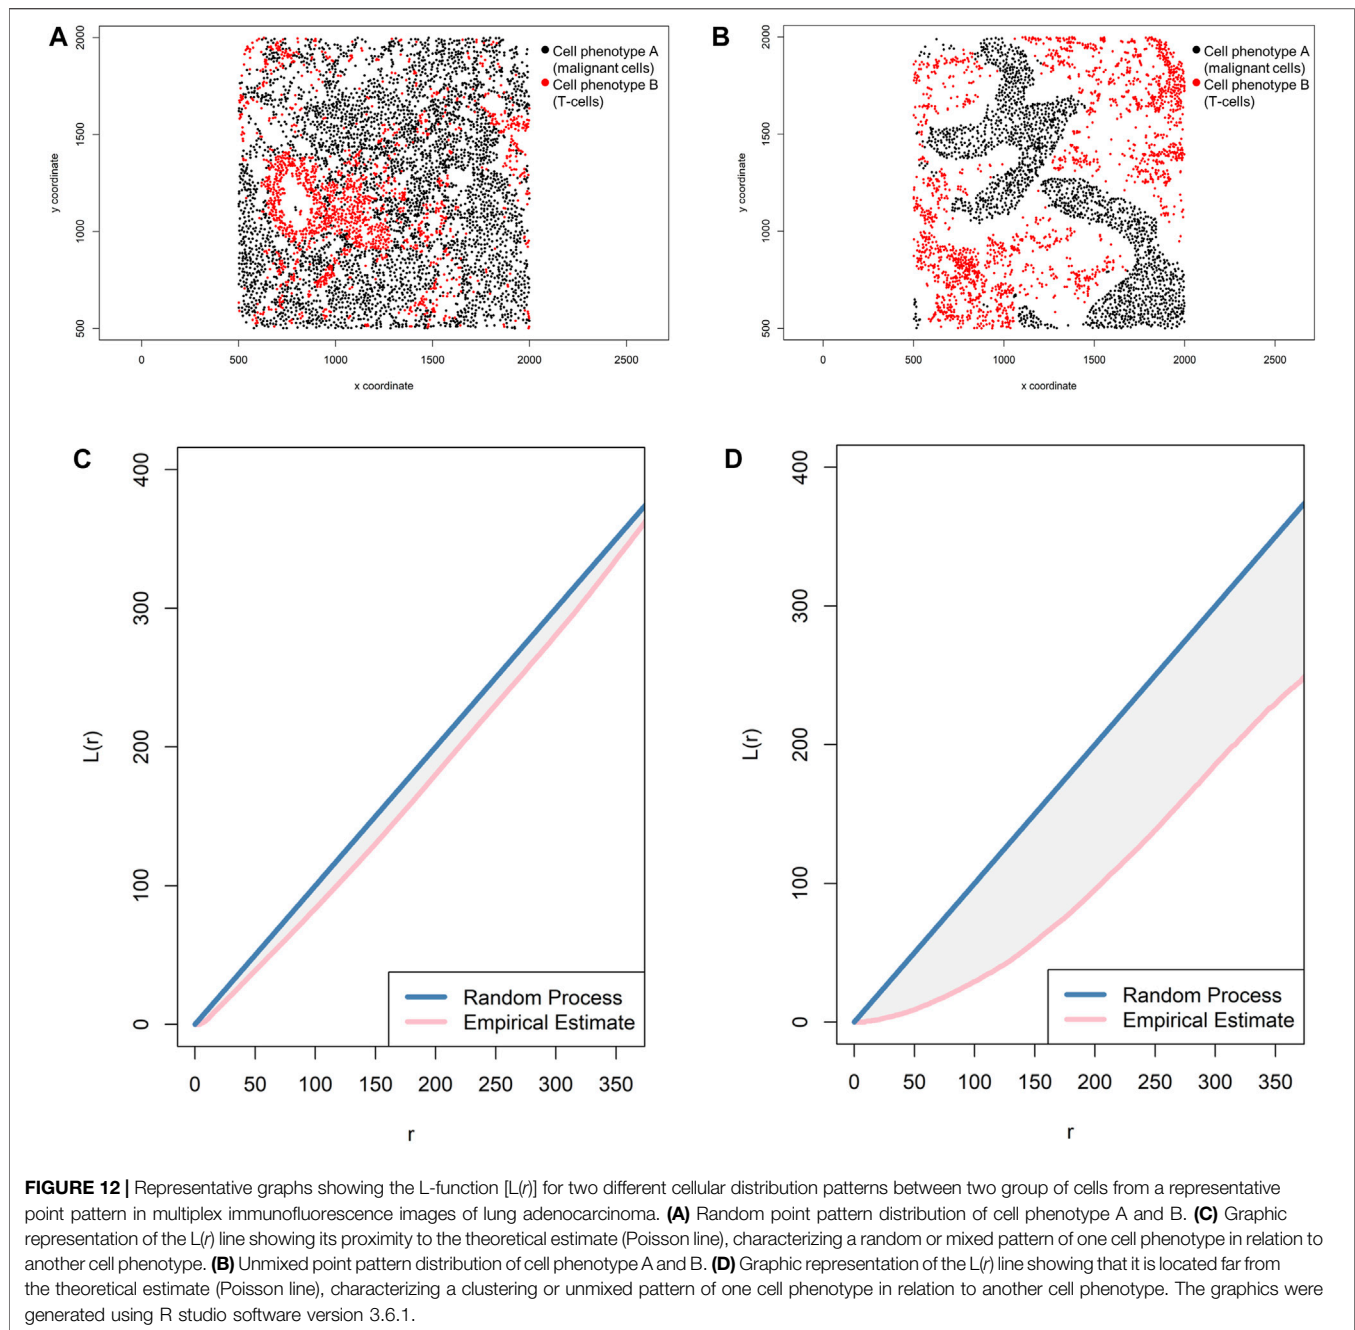 A
2000
1500
1000
500
y coordinate
0
500
1000
1500
2000
2500
x coordinate
Cell phenotype A
(malignant cells)
Cell phenotype B
(T-cells)
B
2000
1500
1000
500
y coordinate
0
500
1000
1500
2000
2500
x coordinate
Cell phenotype A
(malignant cells)
Cell phenotype B
(T-cells)
C
400
300
200
100
0
L(r)
Random Process
Empirical Estimate
0
50
100
150
200
250
300
350
r
D
400
300
200
100
0
L(r)
Random Process
Empirical Estimate
0
50
100
150
200
250
300
350
r
FIGURE 12 | Representative graphs showing the L-function [L(r)] for two different cellular distribution patterns between two group of cells from a representative
point pattern in multiplex immunofluorescence images of lung adenocarcinoma. (A) Random point pattern distribution of cell phenotype A and B. (C) Graphic
representation of the L(r) line showing its proximity to the theoretical estimate (Poisson line), characterizing a random or mixed pattern of one cell phenotype in relation to
another cell phenotype. (B) Unmixed point pattern distribution of cell phenotype A and B. (D) Graphic representation of the L(r) line showing that it is located far from
the theoretical estimate (Poisson line), characterizing a clustering or unmixed pattern of one cell phenotype in relation to another cell phenotype. The graphics were
generated using R studio software version 3.6.1.